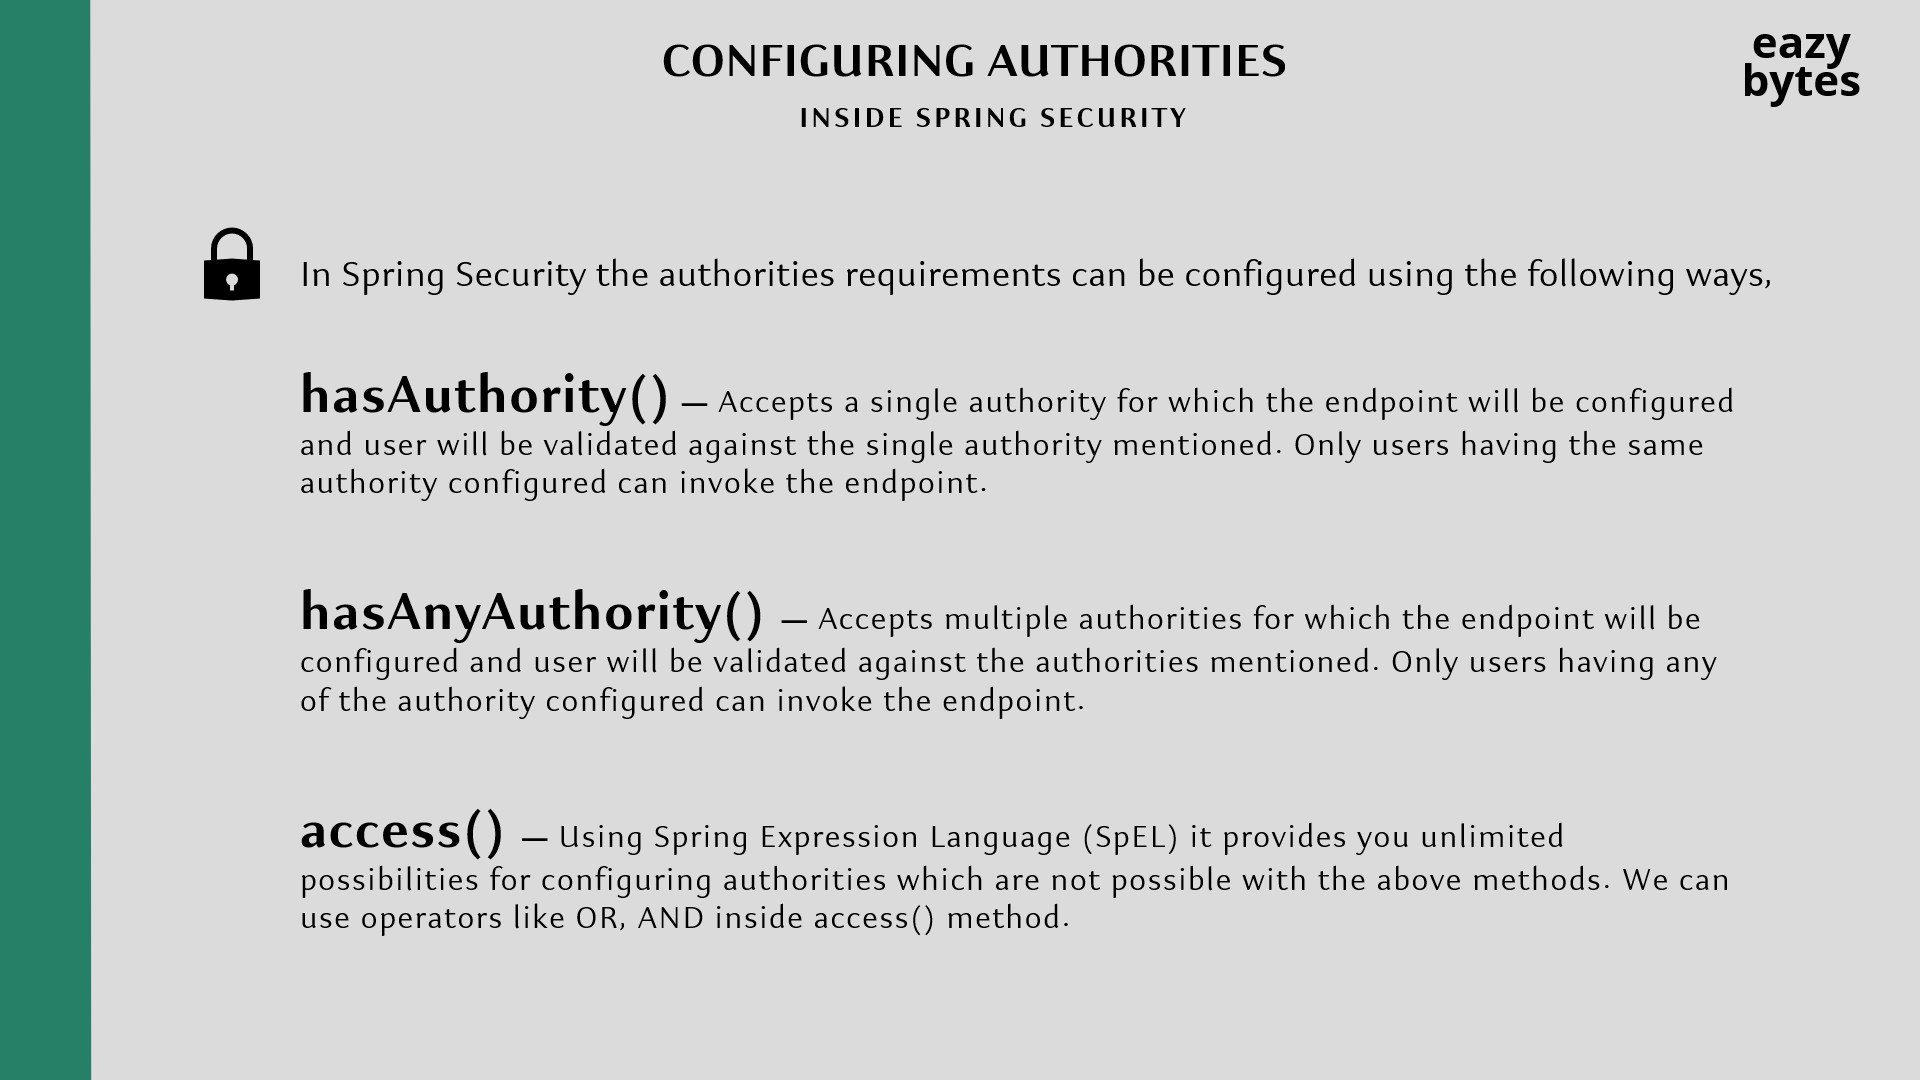 CONFIGURING AUTHORITIES
INSIDE SPRING SECURITY
eazy
bytes
In Spring Security the authorities requirements can be configured using the following ways,
hasAuthority() — Accepts a single authority for which the endpoint will be configured
and user will be validated against the single authority mentioned. Only users having the same
authority configured can invoke the endpoint.
hasAnyAuthority() — Accepts multiple authorities for which the endpoint will be
configured and user will be validated against the authorities mentioned. Only users having any
of the authority configured can invoke the endpoint.
access() — Using Spring Expression Language (SpEL) it provides you unlimited
possibilities for configuring authorities which are not possible with the above methods. We can
use operators like OR, AND inside access() method.